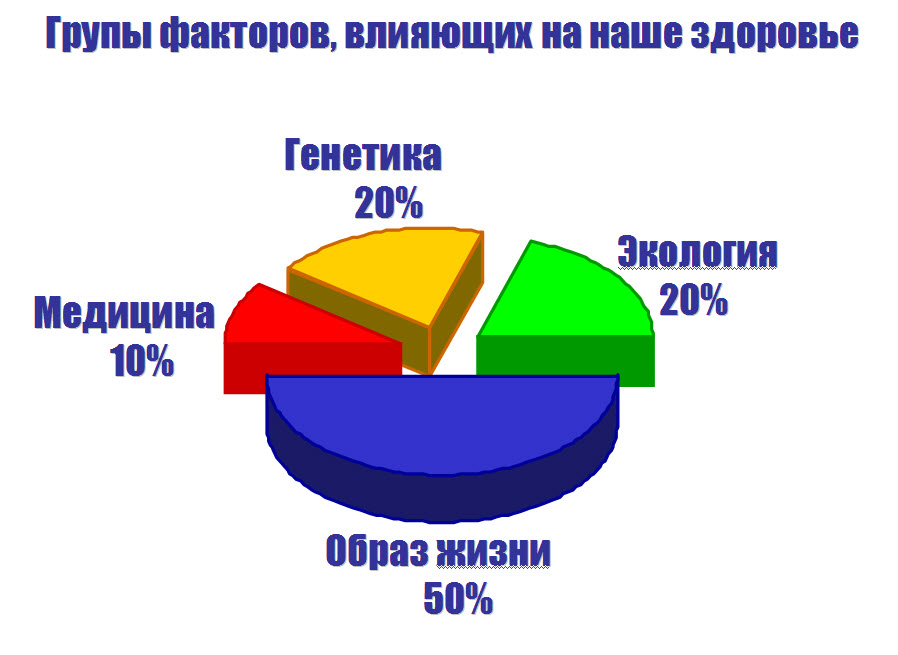 Групы факторов, влияющих на наше здоровье
Генетика
20%
Экология
20%
Медицина
10%
Образ жизни
50%